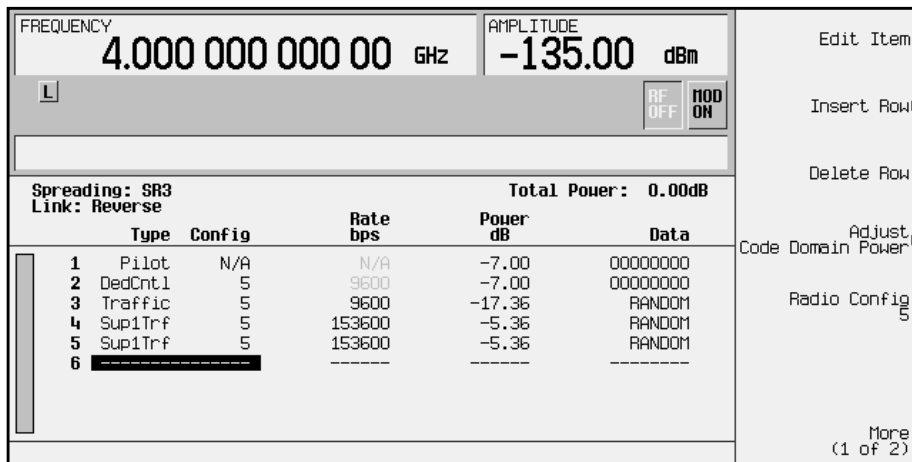 FREQUENCY
4.000 000 000 00 GHz
AMPLITUDE
-135.00 dBm
L
RF OFF
MOD ON
Spreading: SR3
Total Power: 0.00dB
Link: Reverse
Type Config Rate bps Power dB Data
1 Pilot N/A N/A -7.00 00000000
2 DedCntl 5 9600 -7.00 00000000
3 Traffic 5 9600 -17.36 RANDOM
4 Sup1Trf 5 153600 -5.36 RANDOM
5 Sup1Trf 5 153600 -5.36 RANDOM
6 --------------- ------ ------ --------
Edit Item
Insert Row
Delete Row
Adjust
Code Domain Power
Radio Config
5
More
(1 of 2)